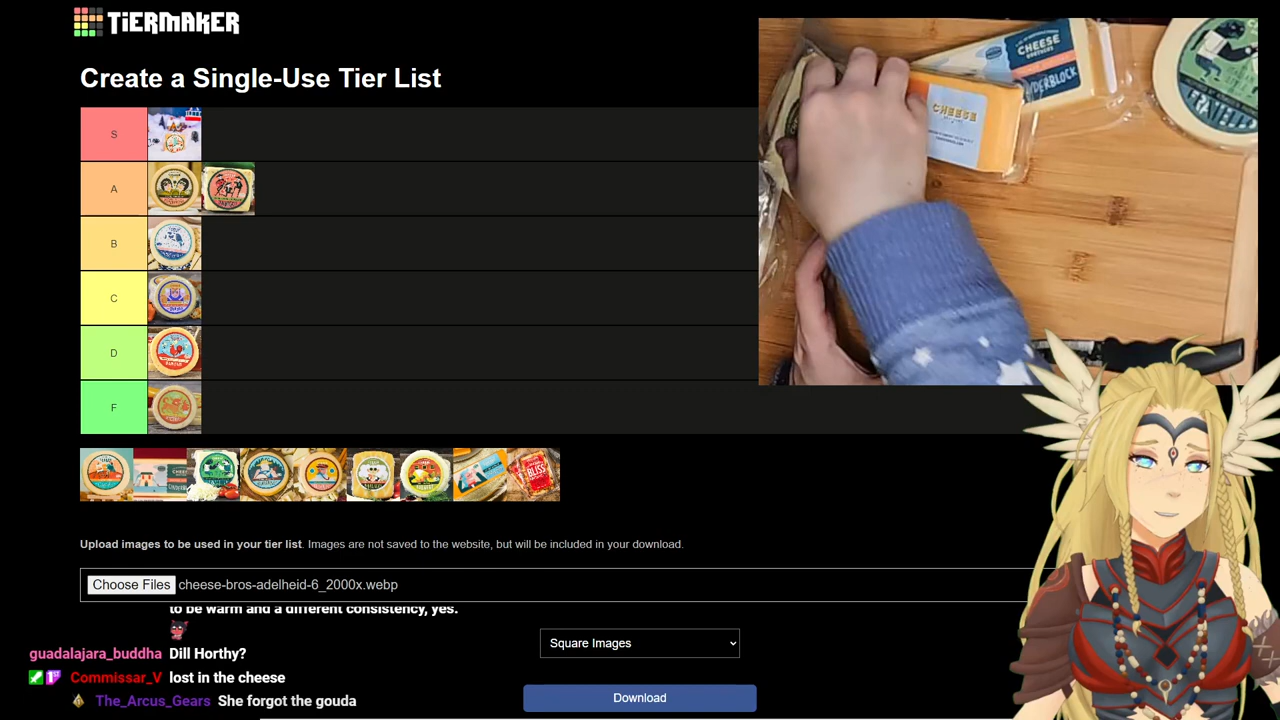 TiERMAKER
Create a Single-Use Tier List
S
A
B
C
D
F
CHEESE
BROTHERS
CHEESE
Upload images to be used in your tier list. Images are not saved to the website, but will be included in your download.
Choose Files cheese-bros-adelheid-6_2000x.webp
to be warm and a different consistency, yes.
Square Images
guadalajara_buddha Dill Horthy?
Commissar_V lost in the cheese
The_Arcus_Gears She forgot the gouda
Download
BLISS